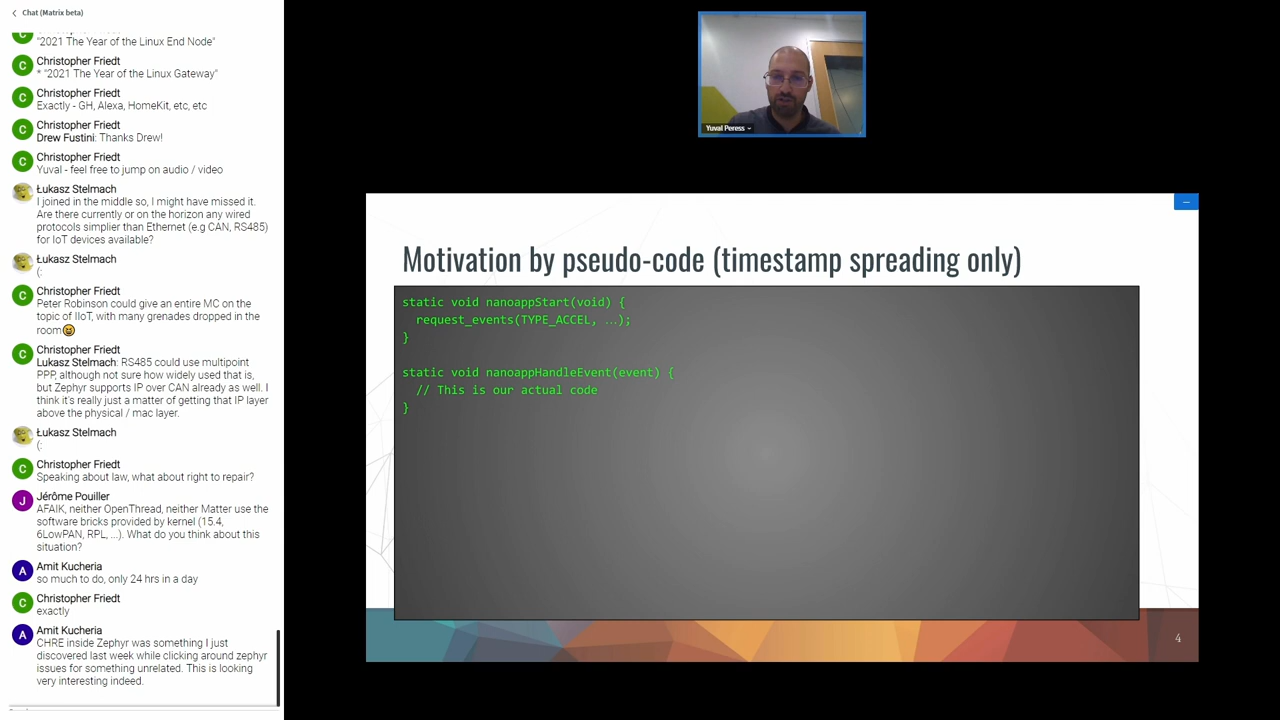 Chat (Matrix beta)
"2021 The Year of the Linux End Node"
C
Christopher Friedt
* "2021 The Year of the Linux Gateway"
C
Christopher Friedt
Exactly - GH, Alexa, HomeKit, etc, etc
C
Christopher Friedt
Drew Fustini: Thanks Drew!
C
Christopher Friedt
Yuval - feel free to jump on audio / video
Łukasz Stelmach
I joined in the middle so, I might have missed it.
Are there currently or on the horizon any wired
protocols simplier than Ethernet (e.g CAN, RS485)
for IoT devices available?
Łukasz Stelmach
(:
C
Christopher Friedt
Peter Robinson could give an entire MC on the
topic of IIoT, with many grenades dropped in the
room😆
C
Christopher Friedt
Lukasz Stelmach: RS485 could use multipoint
PPP, although not sure how widely used that is,
but Zephyr supports IP over CAN already as well. I
think it's really just a matter of getting that IP layer
above the physical / mac layer.
Łukasz Stelmach
(:
C
Christopher Friedt
Speaking about law, what about right to repair?
J
Jérôme Pouiller
AFAIK, neither OpenThread, neither Matter use the
software bricks provided by kernel (15.4,
6LowPAN, RPL, ...). What do you think about this
situation?
A
Amit Kucheria
so much to do, only 24 hrs in a day
C
Christopher Friedt
exactly
A
Amit Kucheria
CHRE inside Zephyr was something I just
discovered last week while clicking around zephyr
issues for something unrelated. This is looking
very interesting indeed.
Yuval Peress
Motivation by pseudo-code (timestamp spreading only)
static void nanoappStart(void) {
request_events(TYPE_ACCEL, ...);
}
static void nanoappHandleEvent(event) {
// This is our actual code
}
4